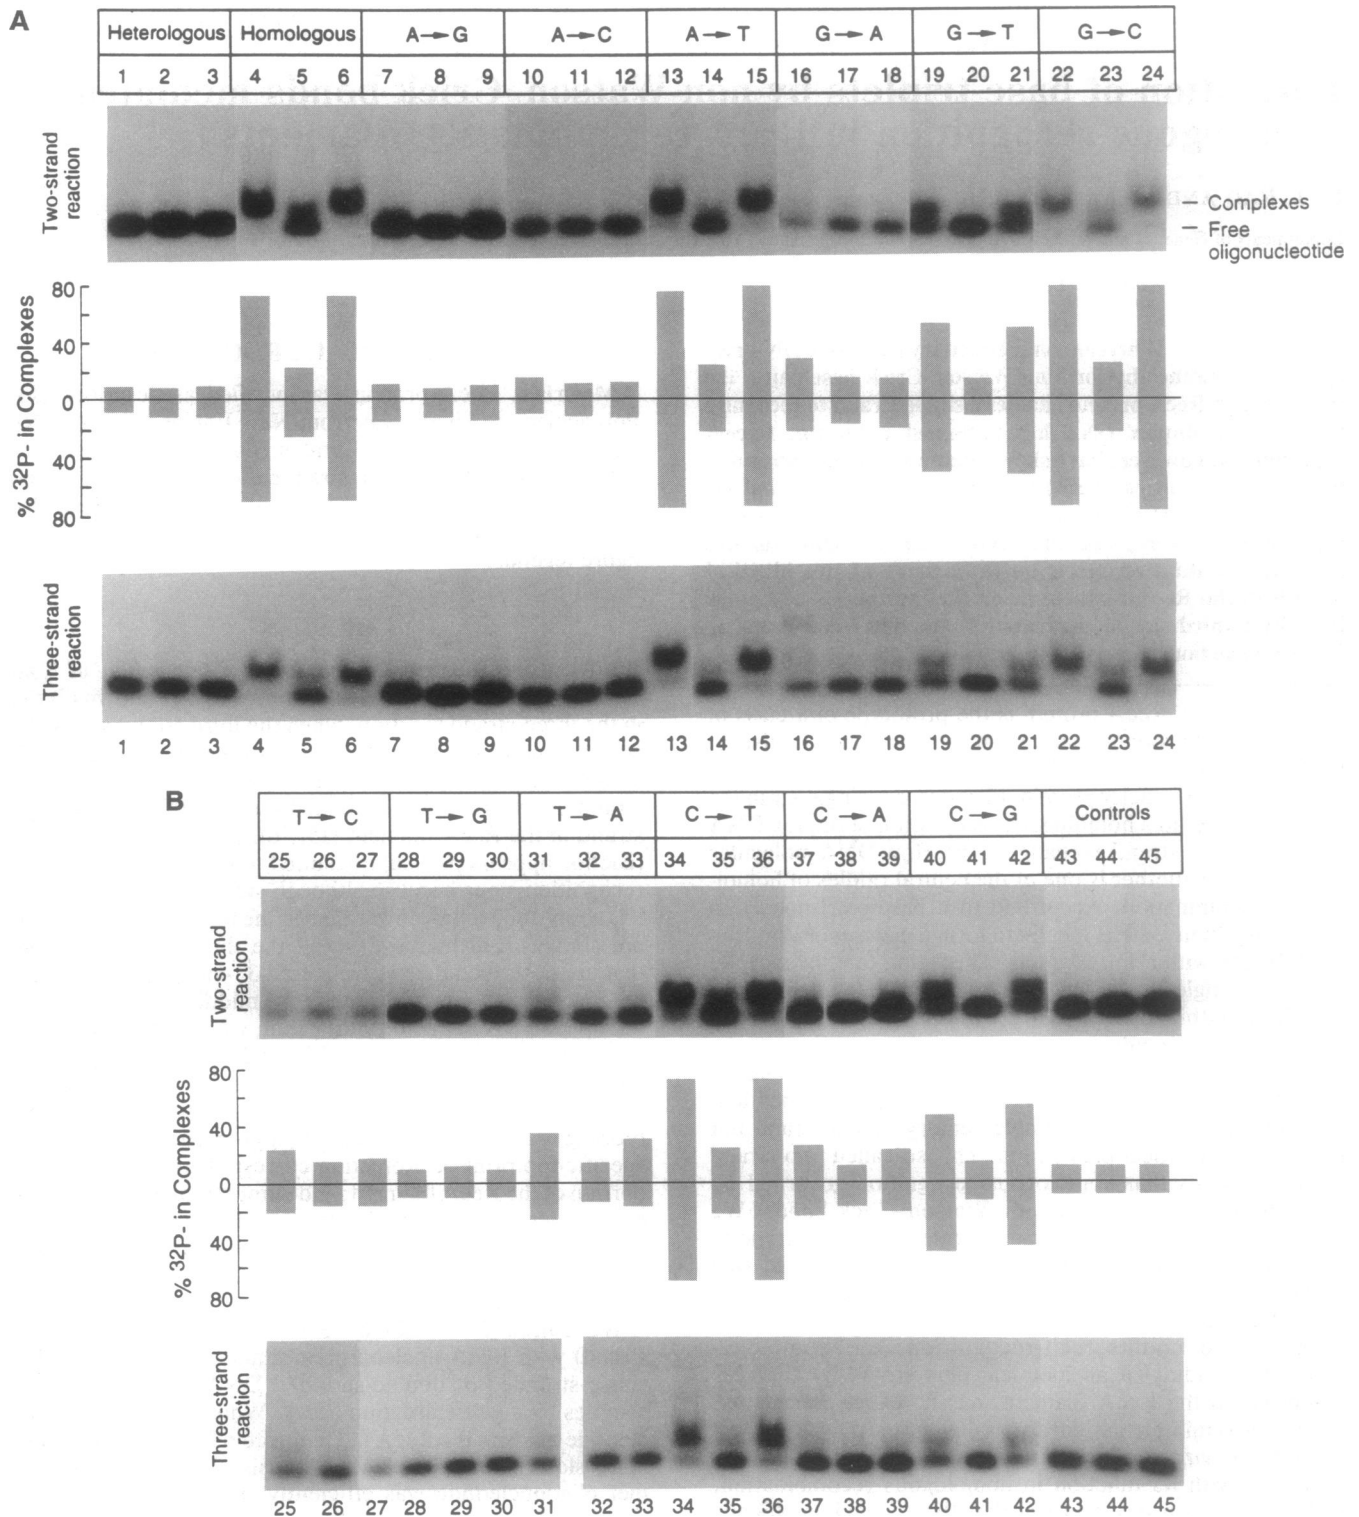 A
Heterologous Homologous A→G A→C A→T G→A G→T G→C
1 2 3 4 5 6 7 8 9 10 11 12 13 14 15 16 17 18 19 20 21 22 23 24
Two-strand
reaction
Complexes
Free
oligonucleotide
% 32P- in Complexes
80
40
0
40
80
Three-strand
reaction
1 2 3 4 5 6 7 8 9 10 11 12 13 14 15 16 17 18 19 20 21 22 23 24
B
T→C T→G T→A C→T C→A C→G Controls
25 26 27 28 29 30 31 32 33 34 35 36 37 38 39 40 41 42 43 44 45
Two-strand
reaction
% 32P- in Complexes
80
40
0
40
80
Three-strand
reaction
25 26 27 28 29 30 31 32 33 34 35 36 37 38 39 40 41 42 43 44 45